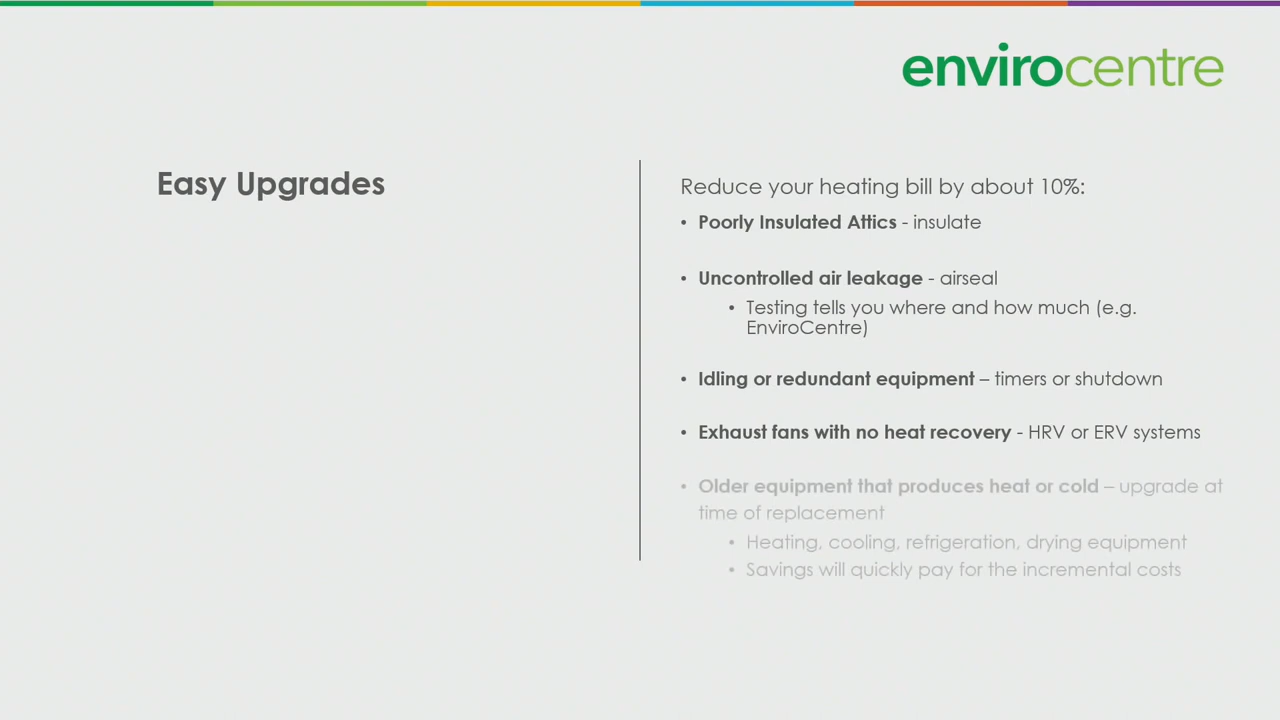 envirocentre
Easy Upgrades
Reduce your heating bill by about 10%:
• Poorly Insulated Attics - insulate
• Uncontrolled air leakage - airseal
• Testing tells you where and how much (e.g.
EnviroCentre)
• Idling or redundant equipment – timers or shutdown
• Exhaust fans with no heat recovery - HRV or ERV systems
• Older equipment that produces heat or cold – upgrade at
time of replacement
• Heating, cooling, refrigeration, drying equipment
• Savings will quickly pay for the incremental costs